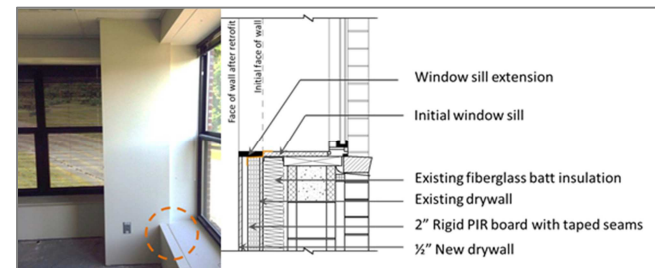 Face of wall after retrofit
Initial face of wall
Window sill extension
Initial window sill
Existing fiberglass batt insulation
Existing drywall
2” Rigid PIR board with taped seams
½” New drywall